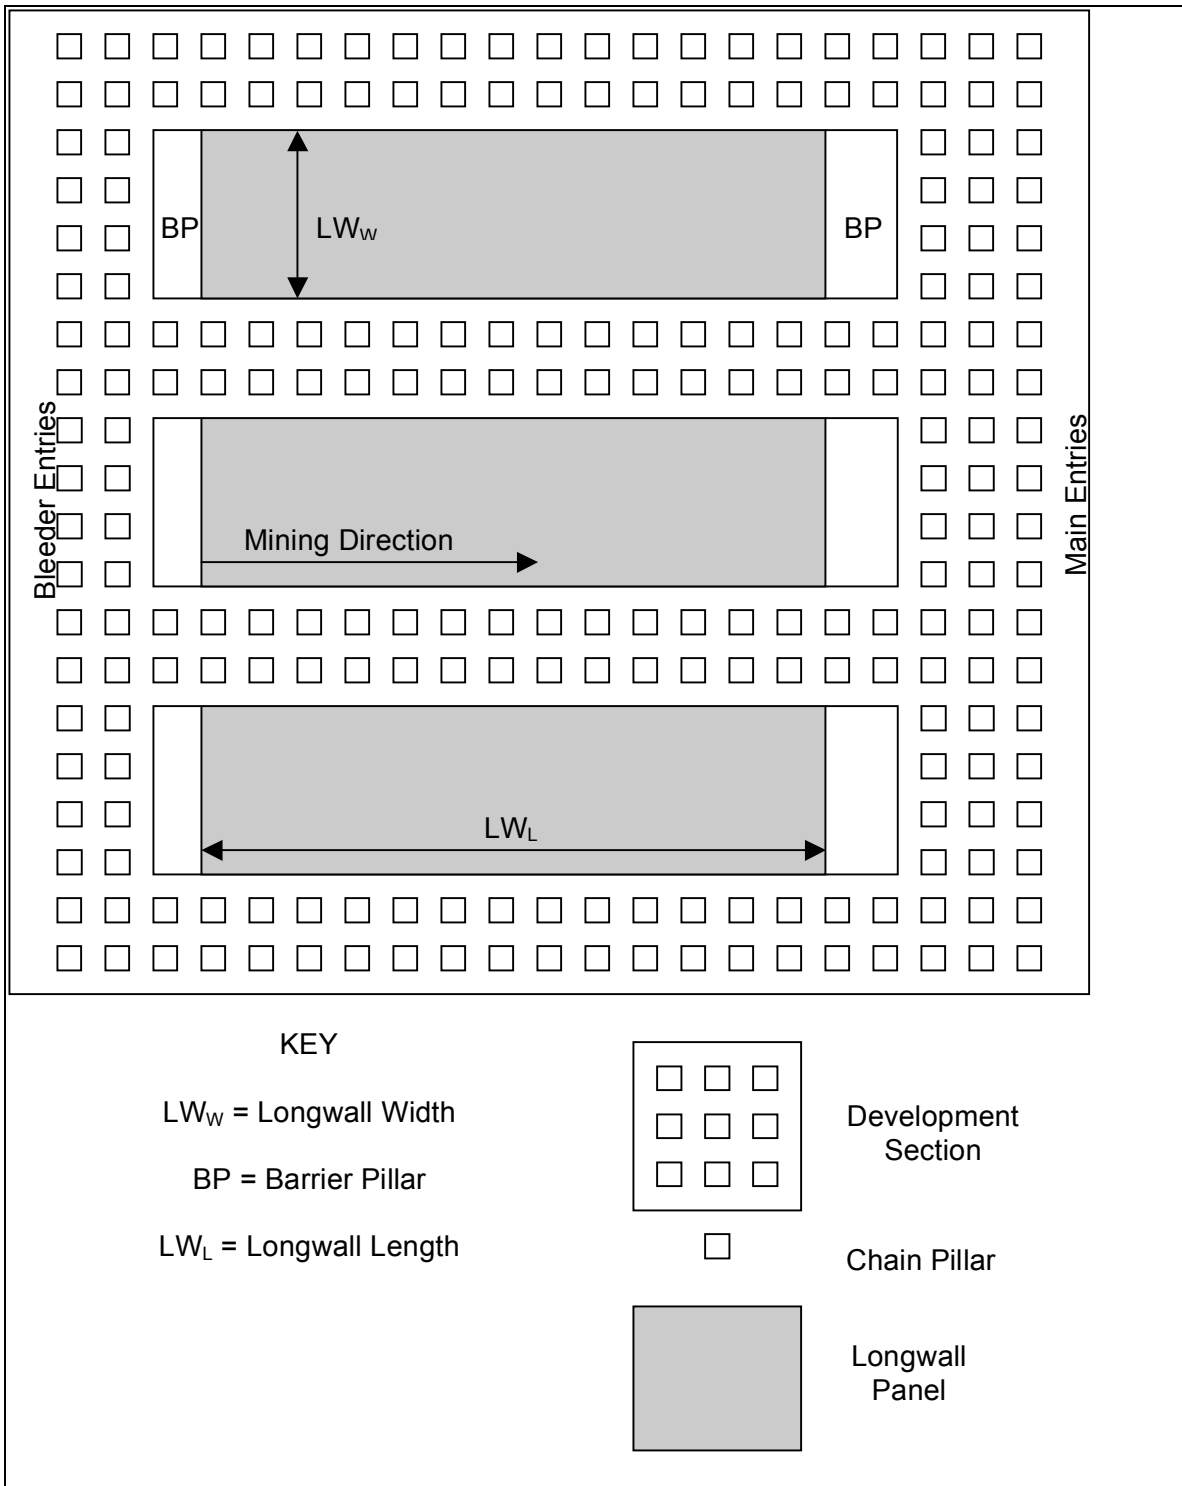 BP
LWW
BP
Bleeder Entries
Mining Direction
Main Entries
LWL
KEY
LWW = Longwall Width
BP = Barrier Pillar
LWL = Longwall Length
Development
Section
Chain Pillar
Longwall
Panel